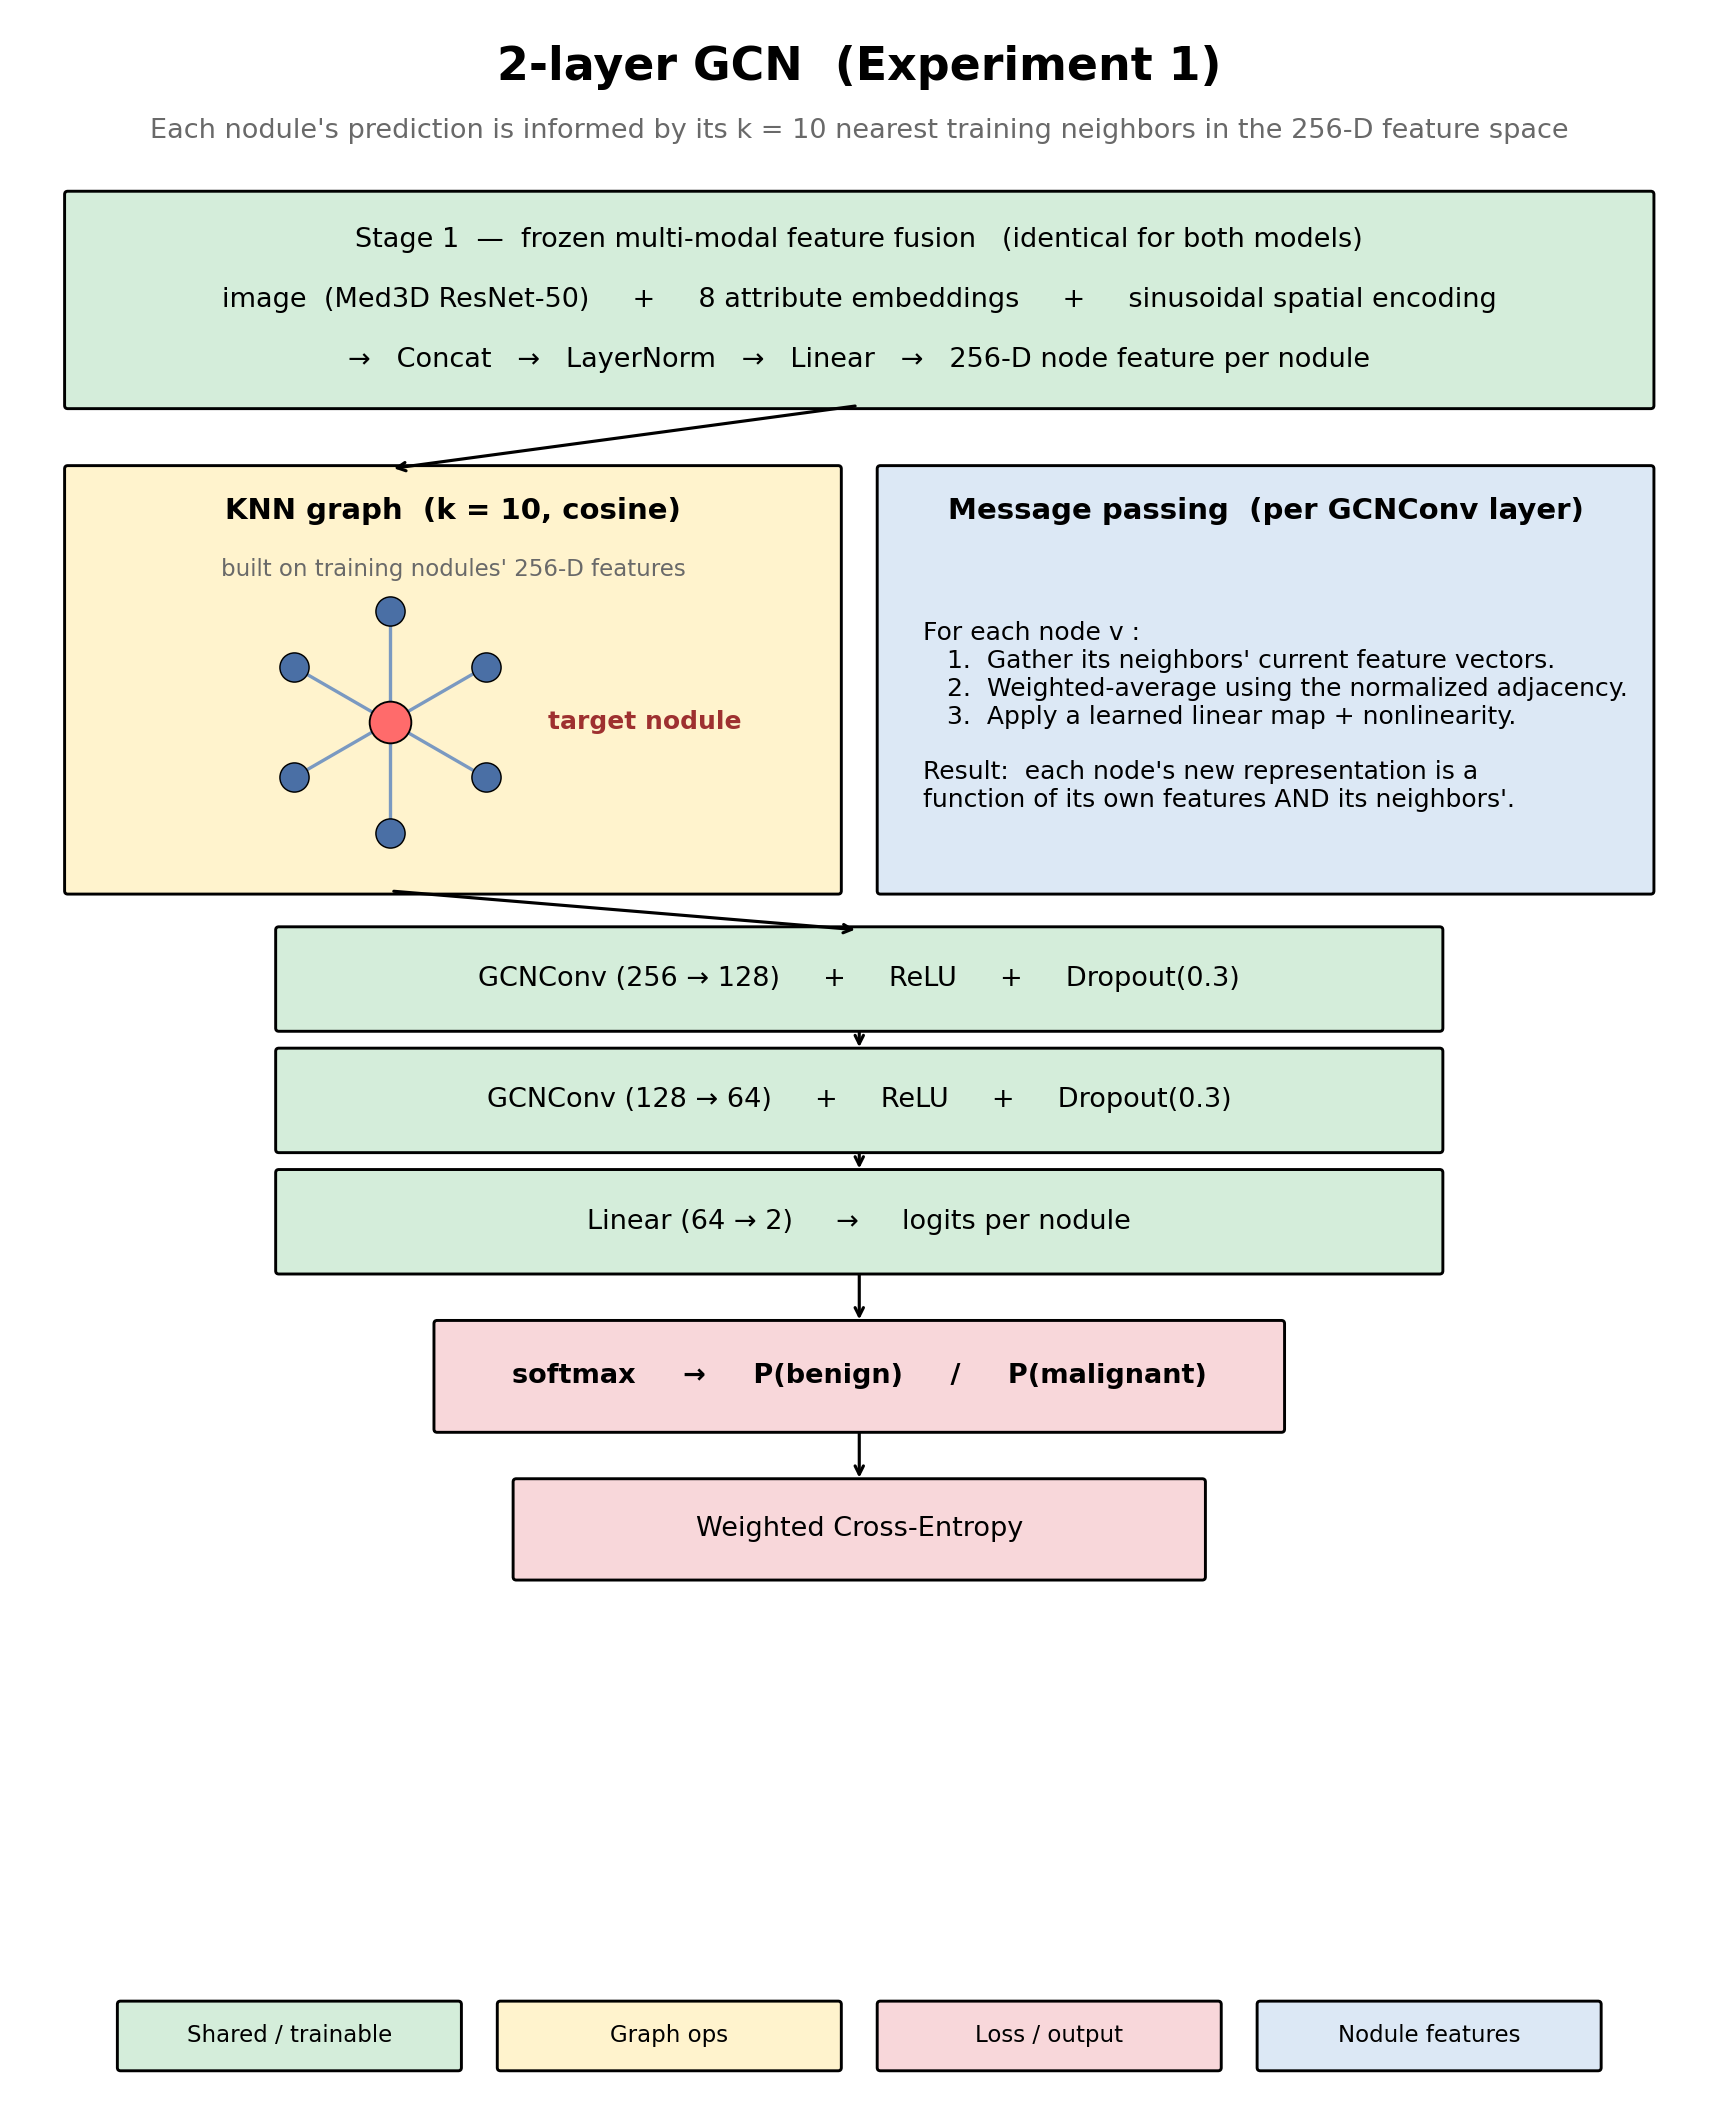 2-layer GCN (Experiment 1)
Each nodule's prediction is informed by its k = 10 nearest training neighbors in the 256-D feature space
Stage 1 — frozen multi-modal feature fusion (identical for both models)
image (Med3D ResNet-50) + 8 attribute embeddings + sinusoidal spatial encoding
→ Concat → LayerNorm → Linear → 256-D node feature per nodule
KNN graph (k = 10, cosine)
built on training nodules' 256-D features
target nodule
Message passing (per GCNConv layer)
For each node v :
1. Gather its neighbors' current feature vectors.
2. Weighted-average using the normalized adjacency.
3. Apply a learned linear map + nonlinearity.
Result: each node's new representation is a
function of its own features AND its neighbors'.
GCNConv (256 → 128) + ReLU + Dropout(0.3)
GCNConv (128 → 64) + ReLU + Dropout(0.3)
Linear (64 → 2) → logits per nodule
softmax → P(benign) / P(malignant)
Weighted Cross-Entropy
Shared / trainable
Graph ops
Loss / output
Nodule features